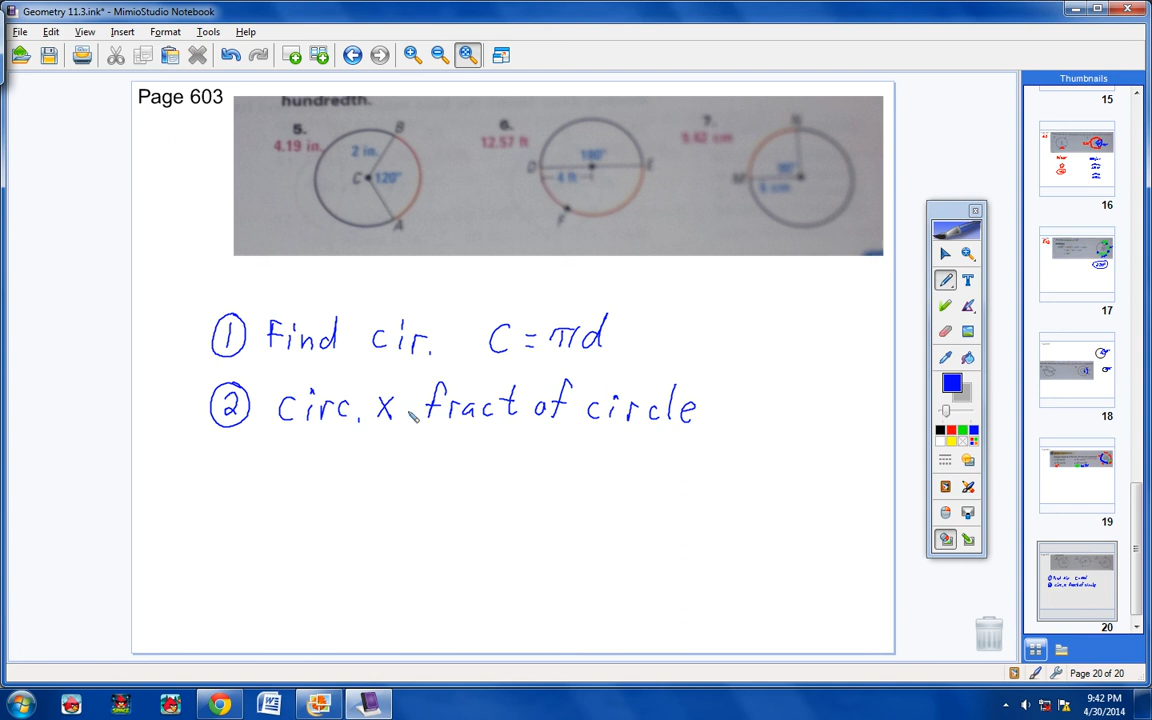 Geometry 11.3.ink* - MimioStudio Notebook
File Edit View Insert Format Tools Help
Page 603
hundredth.
5.
4.19 in.
B
2 in.
C
120°
A
6.
12.57 ft
180°
D
E
4 ft
F
7.
N
90°
M
6 cm
① Find cir. C = πd
② circ. x fract of circle
T
Thumbnails
15
16
17
18
19
20
Page 20 of 20
9:42 PM
4/30/2014